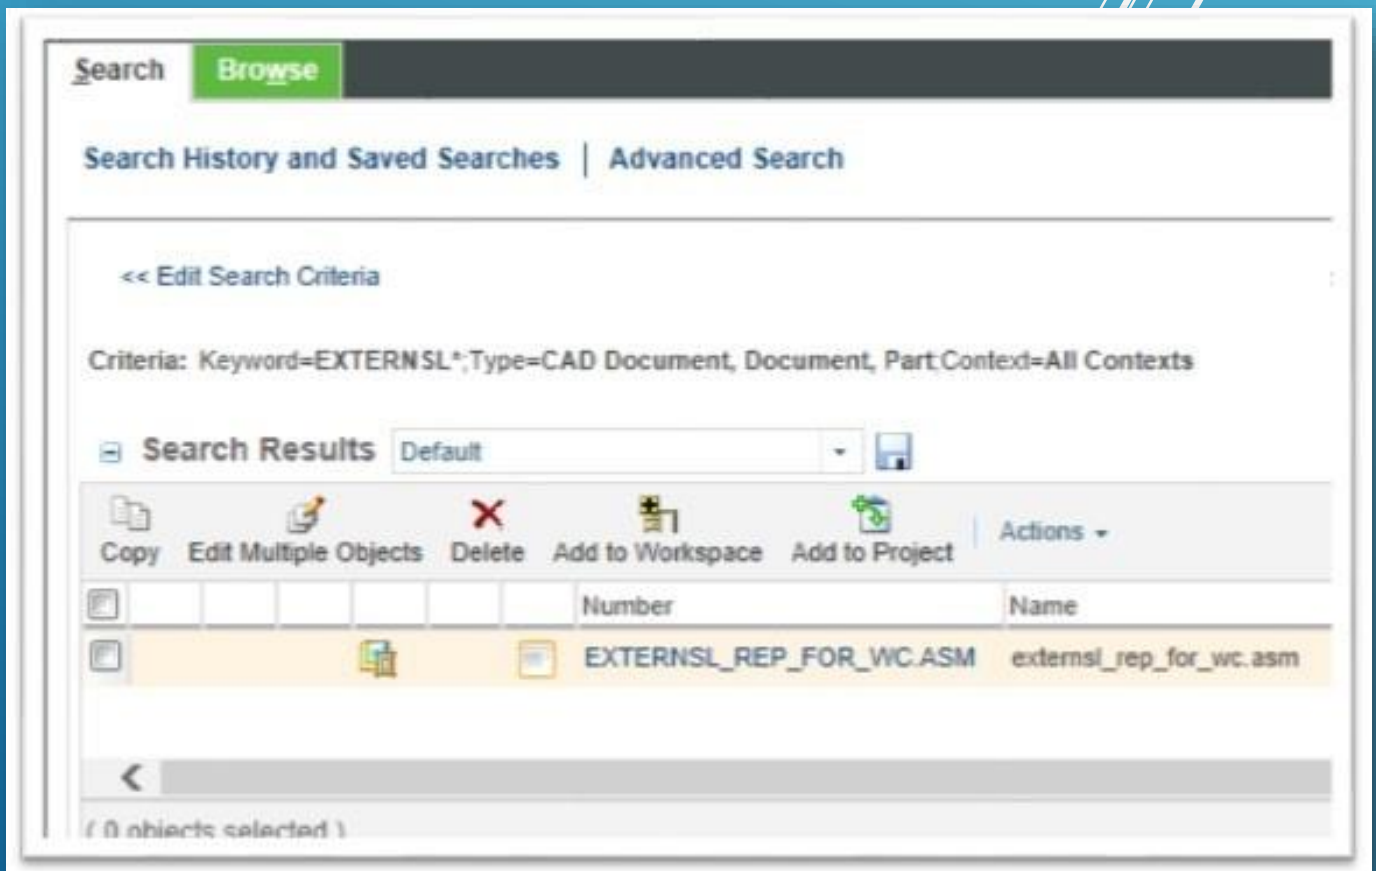 Search Browse
Search History and Saved Searches | Advanced Search
<< Edit Search Criteria
Criteria: Keyword=EXTERNSL*;Type=CAD Document, Document, Part;Context=All Contexts
Search Results Default
Copy Edit Multiple Objects Delete Add to Workspace Add to Project Actions
Number Name
EXTERNSL_REP_FOR_WC.ASM externsl_rep_for_wc.asm
( 0 objects selected )